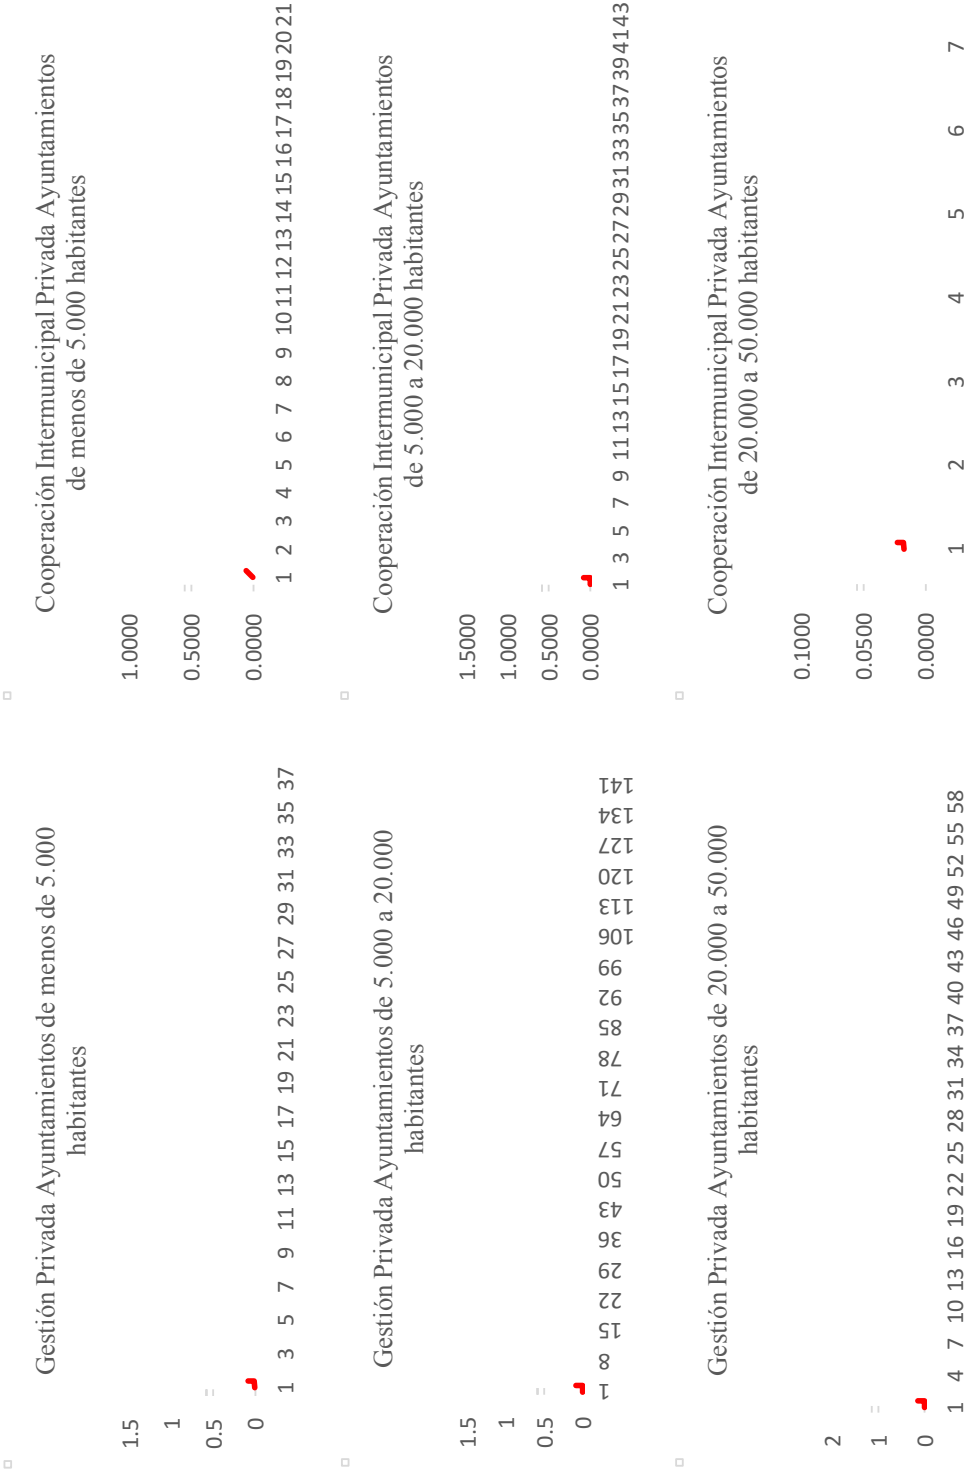 Gestión Privada Ayuntamientos de menos de 5.000
habitantes
1.5
1
0.5
0
1 3 5 7 9 11 13 15 17 19 21 23 25 27 29 31 33 35 37
Cooperación Intermunicipal Privada Ayuntamientos
de menos de 5.000 habitantes
1.0000
0.5000
0.0000
1 2 3 4 5 6 7 8 9 10 11 12 13 14 15 16 17 18 19 20 21
Gestión Privada Ayuntamientos de 5.000 a 20.000
habitantes
1.5
1
0.5
0
1 8 15 22 29 36 43 50 57 64 71 78 85 92 99 106 113 120 127 134 141
Cooperación Intermunicipal Privada Ayuntamientos
de 5.000 a 20.000 habitantes
1.5000
1.0000
0.5000
0.0000
1 3 5 7 9 11 13 15 17 19 21 23 25 27 29 31 33 35 37 39 41 43
Gestión Privada Ayuntamientos de 20.000 a 50.000
habitantes
2
1
0
1 4 7 10 13 16 19 22 25 28 31 34 37 40 43 46 49 52 55 58
Cooperación Intermunicipal Privada Ayuntamientos
de 20.000 a 50.000 habitantes
0.1000
0.0500
0.0000
1 2 3 4 5 6 7